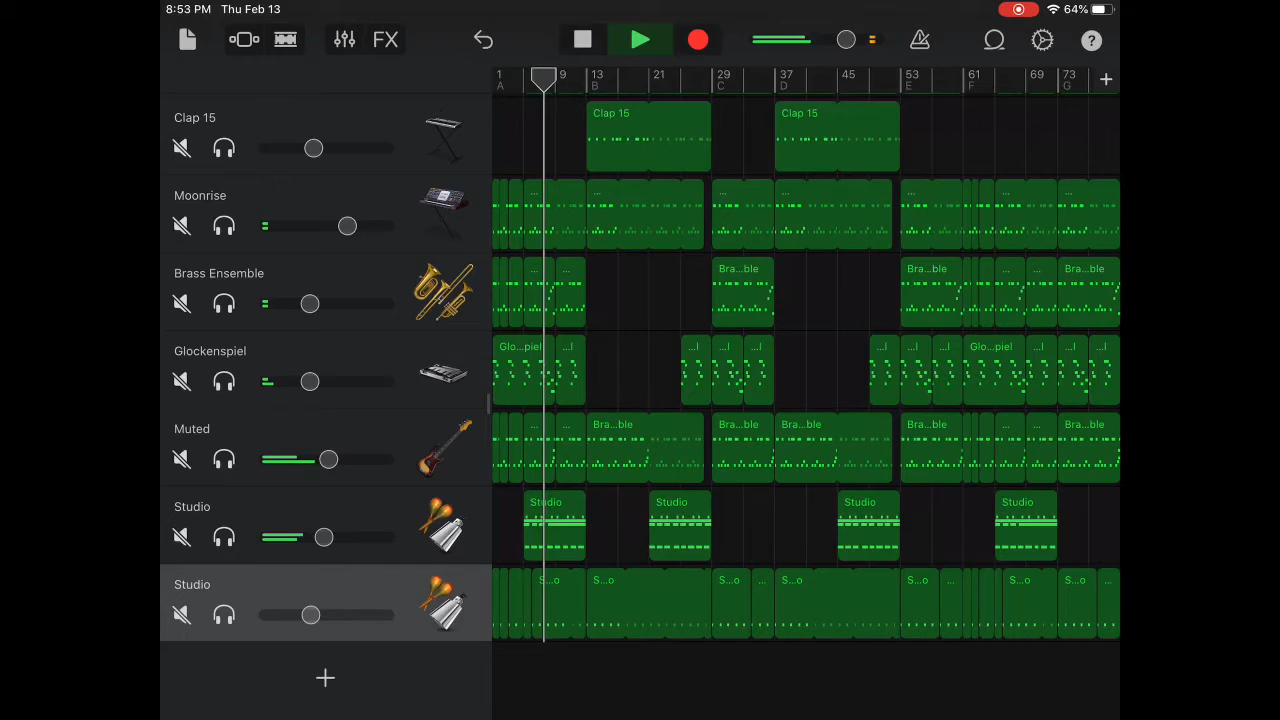 8:53 PM Thu Feb 13 64%
FX ?
1 9 13 21 29 37 45 53 61 69 73 +
A B C D E F G
Clap 15 Clap 15 Clap 15
Moonrise ... ... ... ... ... ... ... ...
Brass Ensemble ... ... Bra...ble Bra...ble ... ... Bra...ble
Glockenspiel Glo...piel ...l ...l ...l ...l ...l ...l ...l Glo...piel ...l ...l ...l
Muted ... ... Bra...ble Bra...ble Bra...ble Bra...ble ... ... Bra...ble
Studio Studio Studio Studio Studio
Studio S...o S...o S...o ... S...o S...o ... S...o S...o ...
+